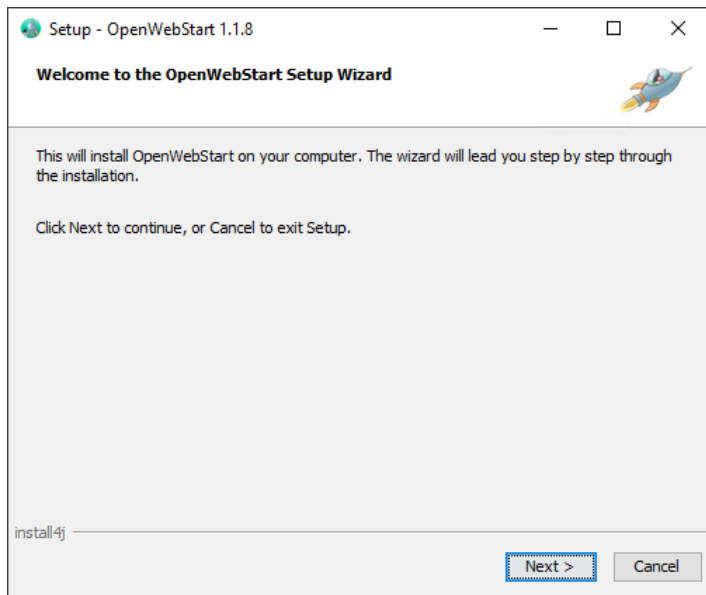 Setup - OpenWebStart 1.1.8
Welcome to the OpenWebStart Setup Wizard
This will install OpenWebStart on your computer. The wizard will lead you step by step through
the installation.
Click Next to continue, or Cancel to exit Setup.
install4j
Next >
Cancel